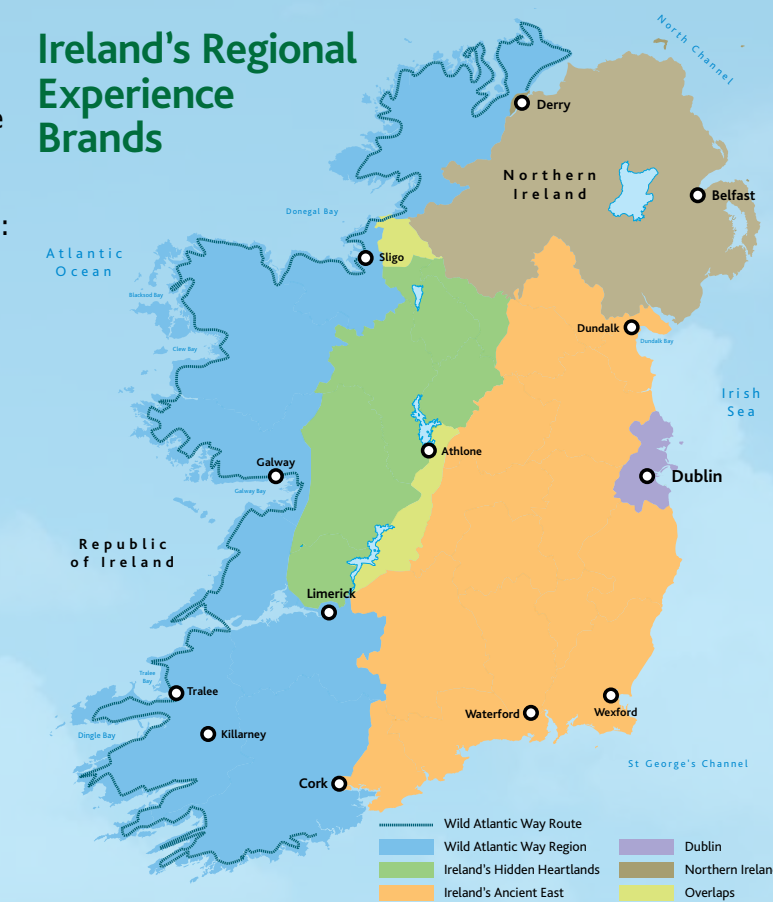 Ireland's Regional
Experience
Brands
e
:
North Channel
Derry
Northern
Ireland
Belfast
Donegal Bay
Atlantic
Ocean
Sligo
Blacksod Bay
Dundalk
Dundalk Bay
Clew Bay
Irish
Sea
Athlone
Galway
Galway Bay
Dublin
Republic
of Ireland
Limerick
Tralee
Bay
Tralee
Dingle Bay
Killarney
Waterford
Wexford
St George's Channel
Cork
Wild Atlantic Way Route
Wild Atlantic Way Region
Dublin
Ireland's Hidden Heartlands
Northern Irelan
Ireland's Ancient East
Overlaps